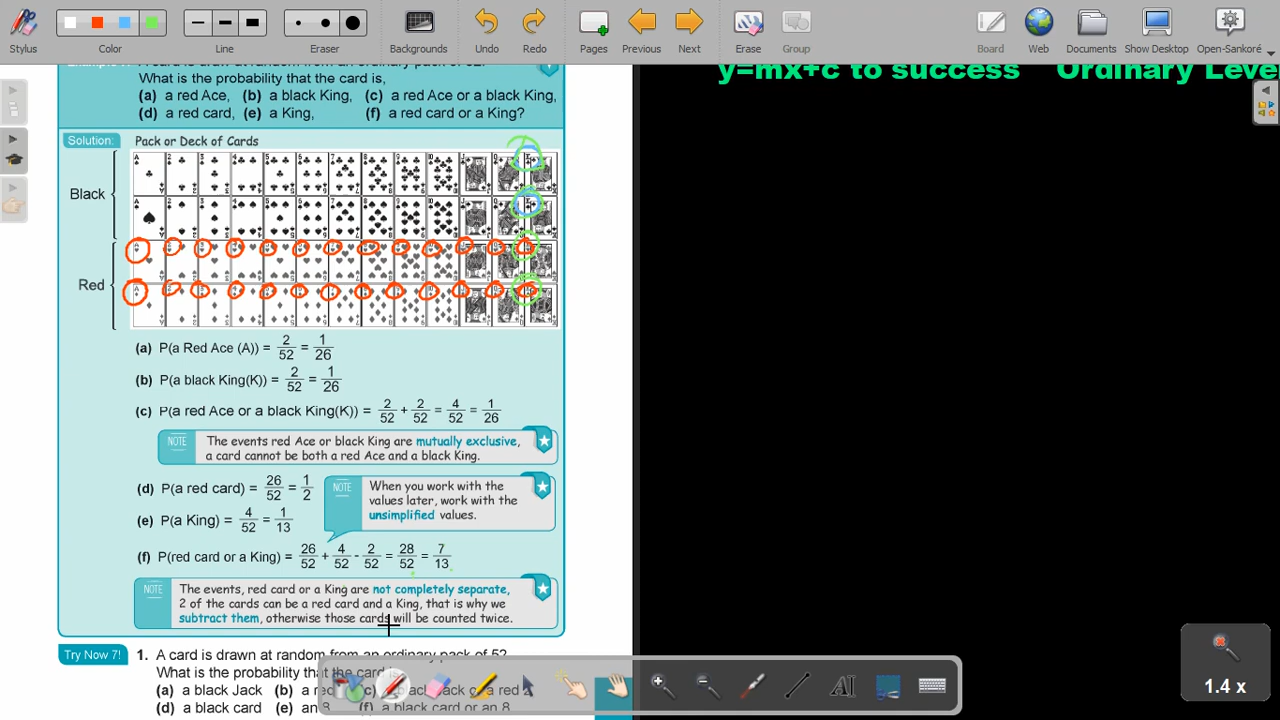 Stylus
Color
Line
Eraser
Backgrounds
Undo
Redo
Pages
Previous
Next
Erase
Group
Board
Web
Documents
Show Desktop
Open-Sankoré
What is the probability that the card is,
(a) a red Ace, (b) a black King, (c) a red Ace or a black King,
(d) a red card, (e) a King, (f) a red card or a King?
Solution: Pack or Deck of Cards
Black
Red
(a) P(a Red Ace (A)) = 2/52 = 1/26
(b) P(a black King(K)) = 2/52 = 1/26
(c) P(a red Ace or a black King(K)) = 2/52 + 2/52 = 4/52 = 1/26
NOTE The events red Ace or black King are mutually exclusive,
a card cannot be both a red Ace and a black King.
(d) P(a red card) = 26/52 = 1/2
NOTE When you work with the
values later, work with the
unsimplified values.
(e) P(a King) = 4/52 = 1/13
(f) P(red card or a King) = 26/52 + 4/52 - 2/52 = 28/52 = 7/13
NOTE The events, red card or a King are not completely separate,
2 of the cards can be a red card and a King, that is why we
subtract them, otherwise those cards will be counted twice.
Try Now 7! 1. A card is drawn at random from an ordinary pack of 52
What is the probability that the card is
(a) a black Jack (b) a
(d) a black card (e) an 8 (f) a black card or an 8
y=mx+c to success Ordinary Leve
1.4 x